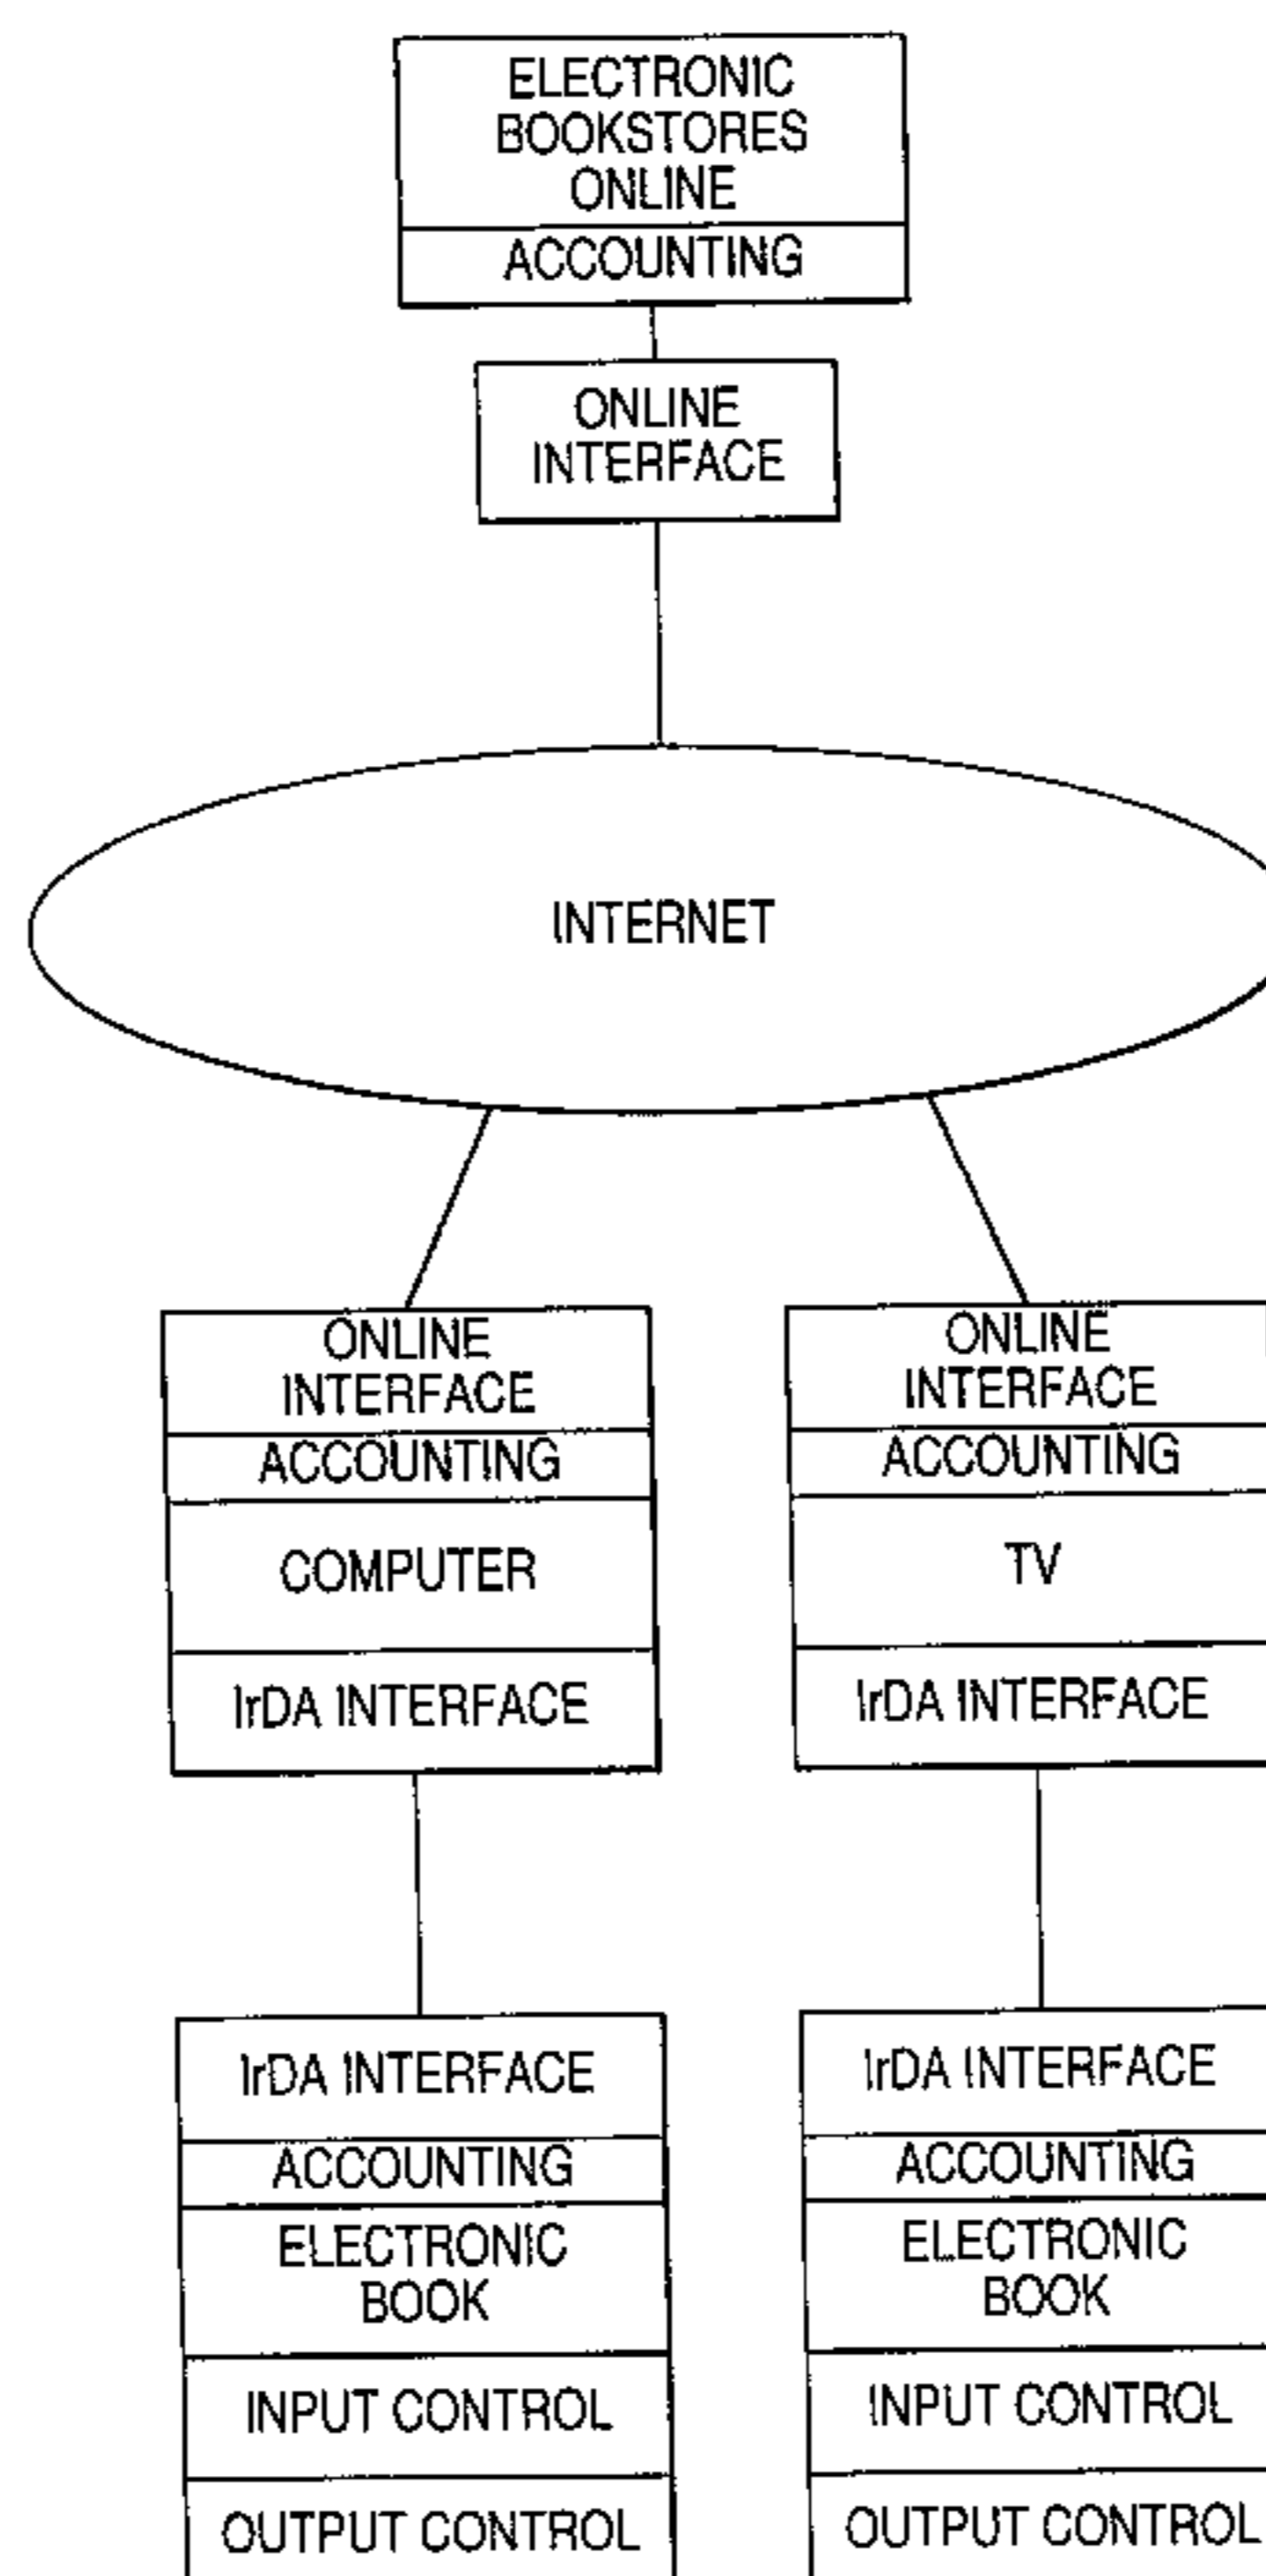 ELECTRONIC
BOOKSTORES
ONLINE
ACCOUNTING
ONLINE
INTERFACE
INTERNET
ONLINE
INTERFACE
ACCOUNTING
COMPUTER
IrDA INTERFACE
IrDA INTERFACE
ACCOUNTING
ELECTRONIC
BOOK
INPUT CONTROL
OUTPUT CONTROL
ONLINE
INTERFACE
ACCOUNTING
TV
IrDA INTERFACE
IrDA INTERFACE
ACCOUNTING
ELECTRONIC
BOOK
INPUT CONTROL
OUTPUT CONTROL